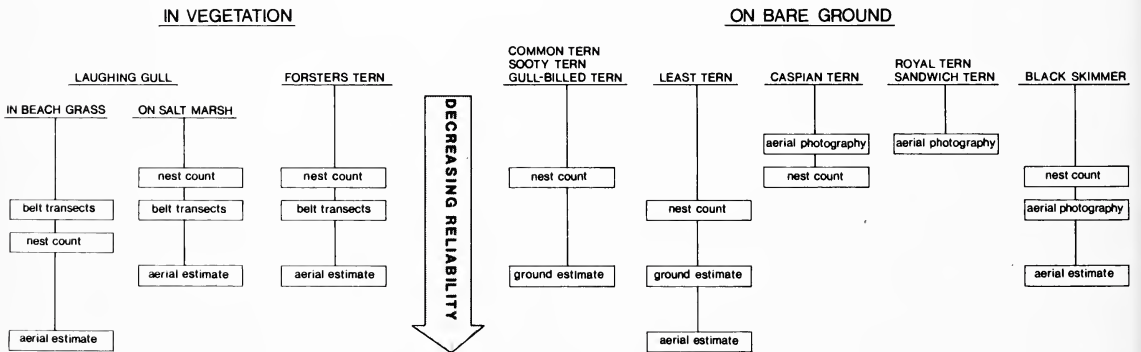 IN VEGETATION
ON BARE GROUND
LAUGHING GULL
IN BEACH GRASS
ON SALT MARSH
FORSTERS TERN
COMMON TERN
SOOTY TERN
GULL-BILLED TERN
LEAST TERN
CASPIAN TERN
ROYAL TERN
SANDWICH TERN
BLACK SKIMMER
belt transects
nest count
aerial estimate
nest count
belt transects
aerial estimate
nest count
belt transects
aerial estimate
DECREASING RELIABILITY
nest count
ground estimate
nest count
ground estimate
aerial estimate
aerial photography
nest count
aerial photography
nest count
aerial photography
aerial estimate